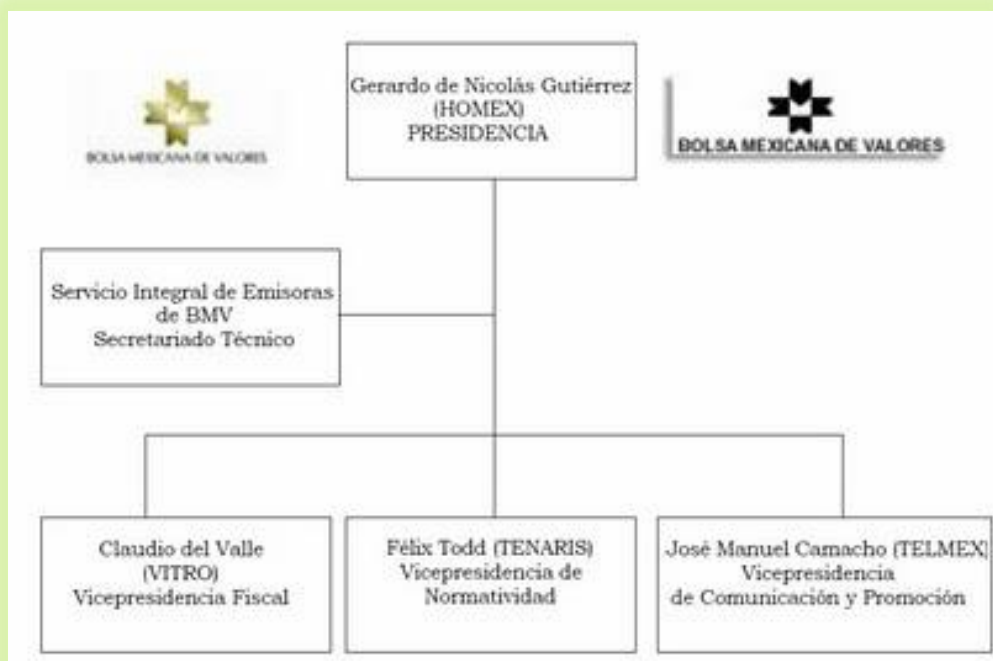 Gerardo de Nicolás Gutiérrez
(HOMEX)
PRESIDENCIA
BOLSA MEXICANA DE VALORES
BOLSA MEXICANA DE VALORES
Servicio Integral de Emisoras
de BMV
Secretariado Técnico
Claudio del Valle
(VITRO)
Vicepresidencia Fiscal
Félix Todd (TENARIS)
Vicepresidencia de
Normatividad
José Manuel Camacho (TELMEX)
Vicepresidencia
de Comunicación y Promoción